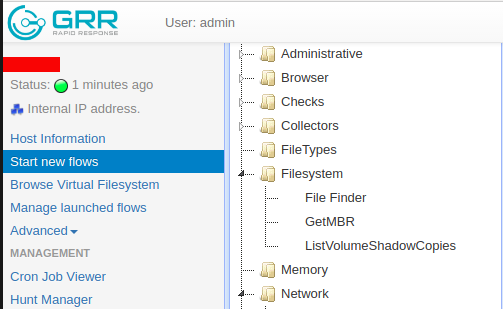 GRR
RAPID RESPONSE
User: admin
Status: 1 minutes ago
Internal IP address.
Host Information
Start new flows
Browse Virtual Filesystem
Manage launched flows
Advanced
MANAGEMENT
Cron Job Viewer
Hunt Manager
Administrative
Browser
Checks
Collectors
FileTypes
Filesystem
File Finder
GetMBR
ListVolumeShadowCopies
Memory
Network